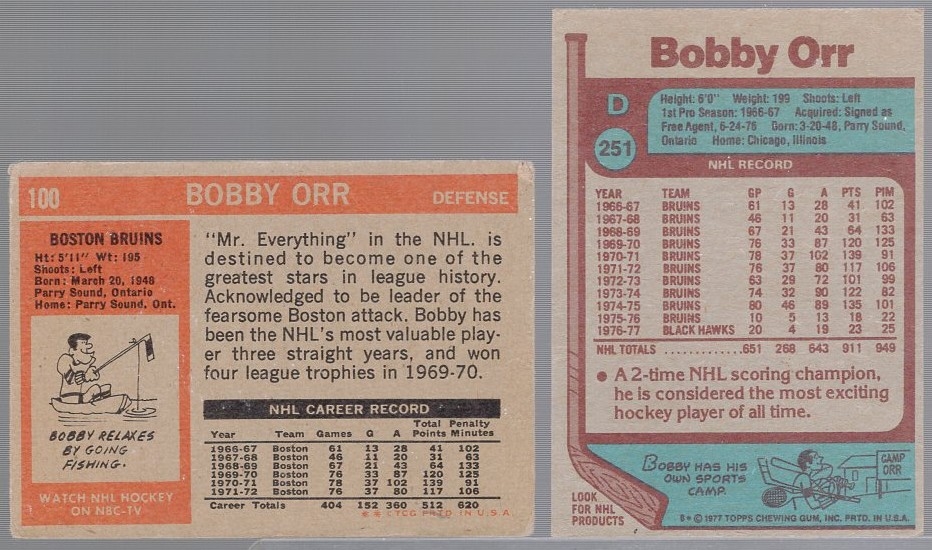 100 BOBBY ORR DEFENSE
BOSTON BRUINS
Ht: 5'11" Wt: 195
Shoots: Left
Born: March 20, 1948
Parry Sound, Ontario
Home: Parry Sound, Ont.
BOBBY RELAXES
BY GOING
FISHING.
WATCH NHL HOCKEY
ON NBC-TV
"Mr. Everything" in the NHL. is
destined to become one of the
greatest stars in league history.
Acknowledged to be leader of the
fearsome Boston attack. Bobby has
been the NHL's most valuable play-
er three straight years, and won
four league trophies in 1969-70.
NHL CAREER RECORD
Total Penalty
Year Team Games G A Points Minutes
1966-67 Boston 61 13 28 41 102
1967-68 Boston 46 11 20 31 63
1968-69 Boston 67 21 43 64 133
1969-70 Boston 76 33 87 120 125
1970-71 Boston 78 37 102 139 91
1971-72 Boston 76 37 80 117 106
Career Totals 404 152 360 512 620
✱✱©TCG PRTD. IN U.S.A.
Bobby Orr
D
251
Height: 6'0" Weight: 199 Shoots: Left
1st Pro Season: 1966-67 Acquired: Signed as
Free Agent, 6-24-76 Born: 3-20-48, Parry Sound,
Ontario Home: Chicago, Illinois
NHL RECORD
YEAR TEAM GP G A PTS PIM
1966-67 BRUINS 61 13 28 41 102
1967-68 BRUINS 46 11 20 31 63
1968-69 BRUINS 67 21 43 64 133
1969-70 BRUINS 76 33 87 120 125
1970-71 BRUINS 78 37 102 139 91
1971-72 BRUINS 76 37 80 117 106
1972-73 BRUINS 63 29 72 101 99
1973-74 BRUINS 74 32 90 122 82
1974-75 BRUINS 80 46 89 135 101
1975-76 BRUINS 10 5 13 18 22
1976-77 BLACK HAWKS 20 4 19 23 25
NHL TOTALS .............. 651 268 643 911 949
● A 2-time NHL scoring champion,
he is considered the most exciting
hockey player of all time.
BOBBY HAS HIS
OWN SPORTS
CAMP.
CAMP
ORR
LOOK
FOR NHL
PRODUCTS
B✱ © 1977 TOPPS CHEWING GUM, INC. PRTD. IN U.S.A.